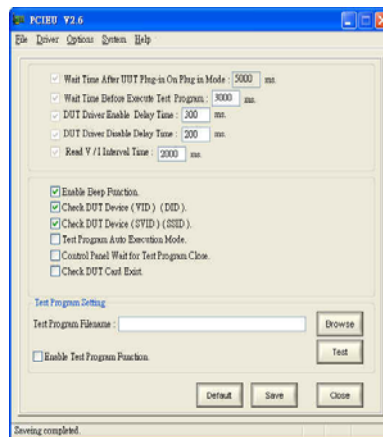 PCIEU V2.6
File Driver Options System Help
Wait Time After UUT Plug-in On Plug in Mode : 5000 ms.
Wait Time Before Execute Test Program : 3000 ms.
DUT Driver Enable Delay Time : 300 ms.
DUT Driver Disable Delay Time : 200 ms.
Read V / I Interval Time : 2000 ms.
Enable Beep Function.
Check DUT Device ( VID ) ( DID ).
Check DUT Device ( SVID ) ( SSID ).
Test Program Auto Execution Mode.
Control Panel Wait for Test Program Close.
Check DUT Card Exist.
Test Program Setting
Test Program Filename : Browse
Enable Test Program Function. Test
Default Save Close
Saveing completed.